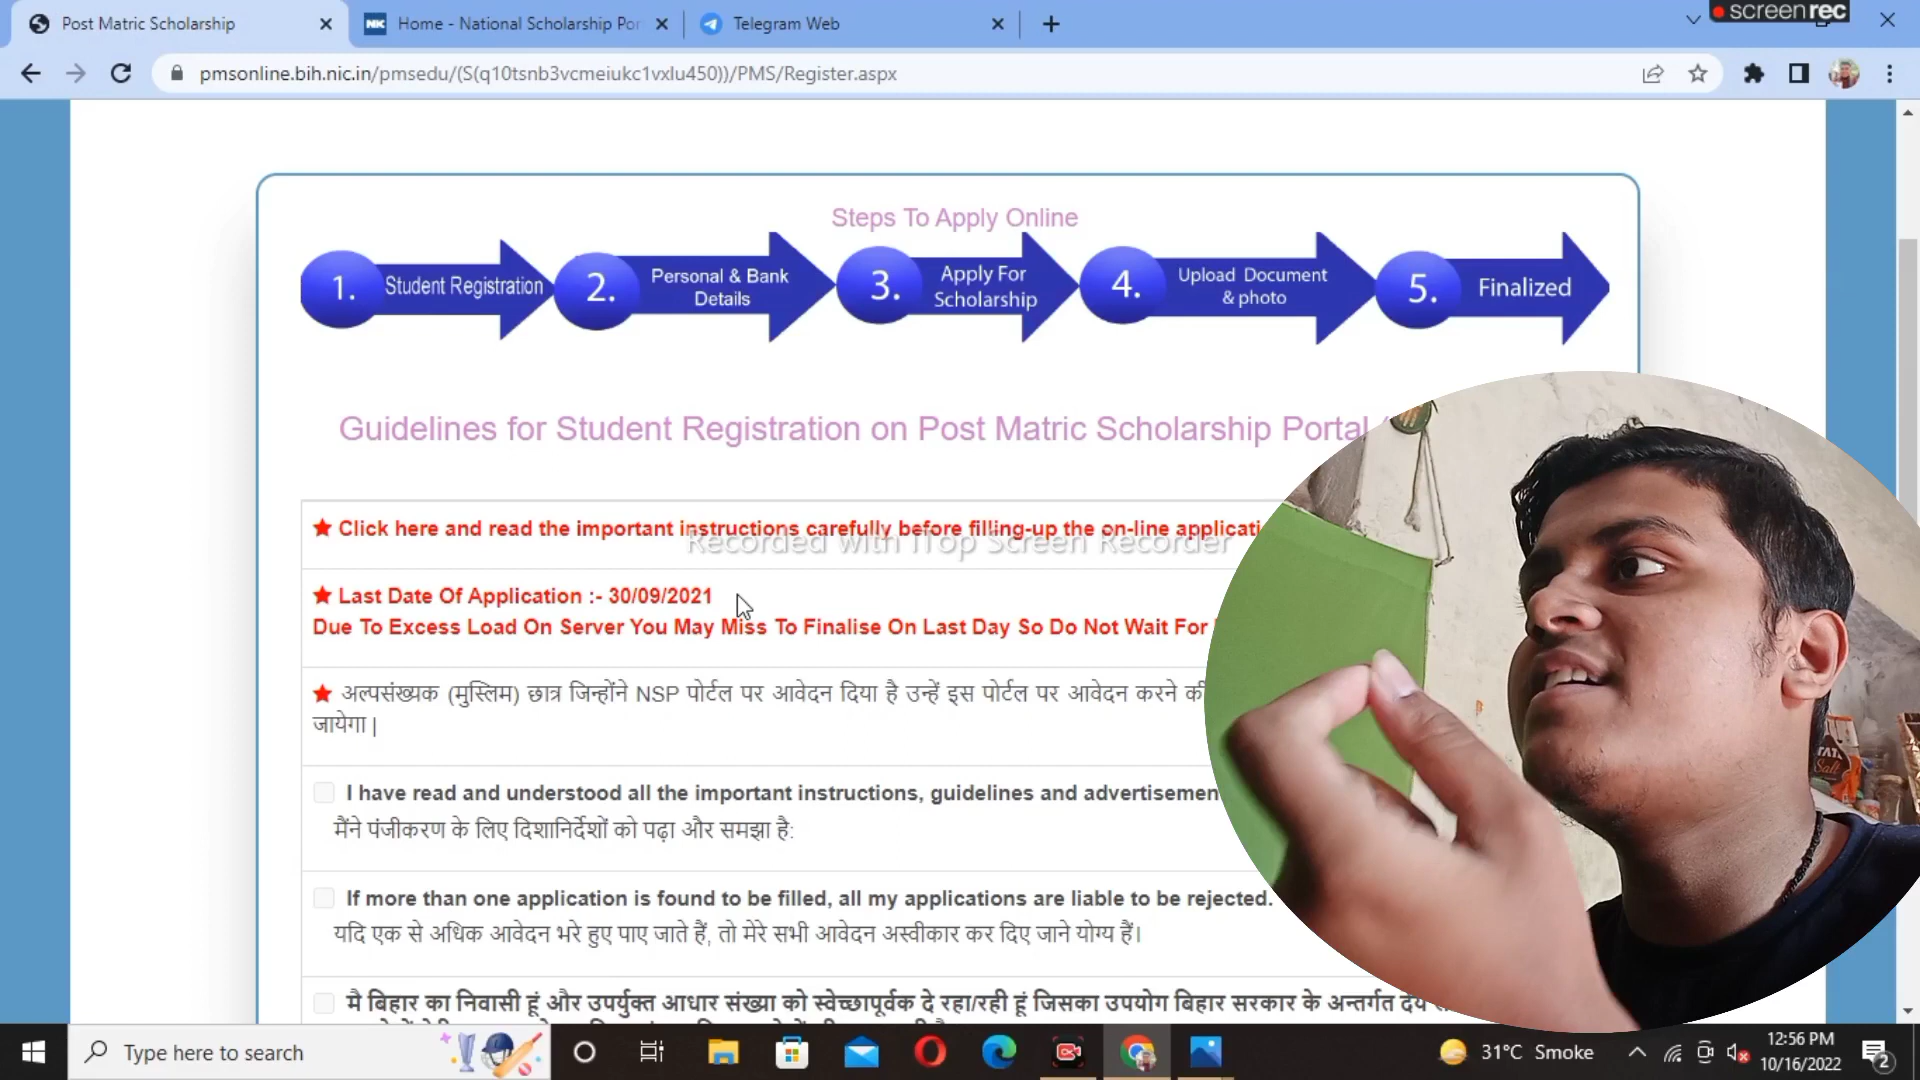 Post Matric Scholarship
Home - National Scholarship Por
Telegram Web
screenrec
pmsonline.bih.nic.in/pmsedu/(S(q10tsnb3vcmeiukc1vxlu450))/PMS/Register.aspx
Steps To Apply Online
1. Student Registration
2. Personal & Bank Details
3. Apply For Scholarship
4. Upload Document & photo
5. Finalized
Guidelines for Student Registration on Post Matric Scholarship Portal
★ Click here and read the important instructions carefully before filling-up the on-line applicati
Recorded with iTop Screen Recorder
★ Last Date Of Application :- 30/09/2021
Due To Excess Load On Server You May Miss To Finalise On Last Day So Do Not Wait For
★ अल्पसंख्यक (मुस्लिम) छात्र जिन्होंने NSP पोर्टल पर आवेदन दिया है उन्हें इस पोर्टल पर आवेदन करने
जायेगा |
I have read and understood all the important instructions, guidelines and advertisemen
मैंने पंजीकरण के लिए दिशानिर्देशों को पढ़ा और समझा है:
If more than one application is found to be filled, all my applications are liable to be rejected.
यदि एक से अधिक आवेदन भरे हुए पाए जाते हैं, तो मेरे सभी आवेदन अस्वीकार कर दिए जाने योग्य हैं।
मै बिहार का निवासी हूं और उपर्युक्त आधार संख्या को स्वेच्छापूर्वक दे रहा/रही हूं जिसका उपयोग बिहार सरकार के अन्तर्गत देय
TATA
Salt
Type here to search
31°C Smoke
12:56 PM
10/16/2022
2